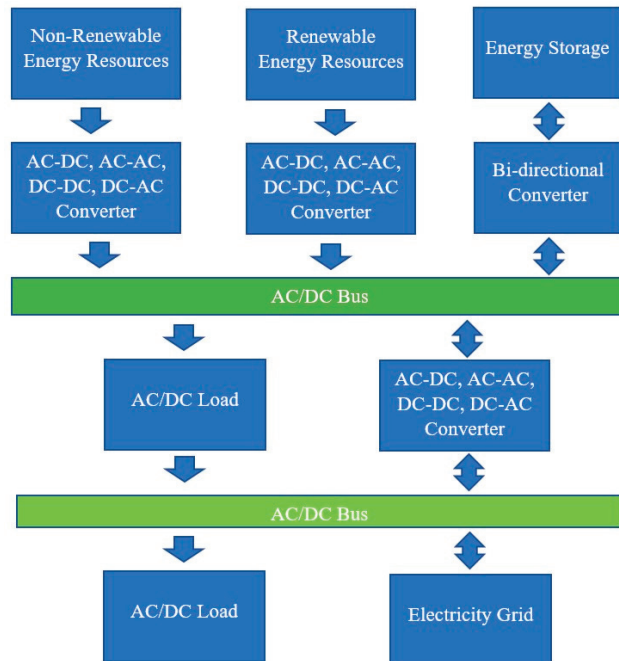 Non-Renewable
Energy Resources
Renewable
Energy Resources
Energy Storage
AC-DC, AC-AC,
DC-DC, DC-AC
Converter
AC-DC, AC-AC,
DC-DC, DC-AC
Converter
Bi-directional
Converter
AC/DC Bus
AC/DC Load
AC-DC, AC-AC,
DC-DC, DC-AC
Converter
AC/DC Bus
AC/DC Load
Electricity Grid